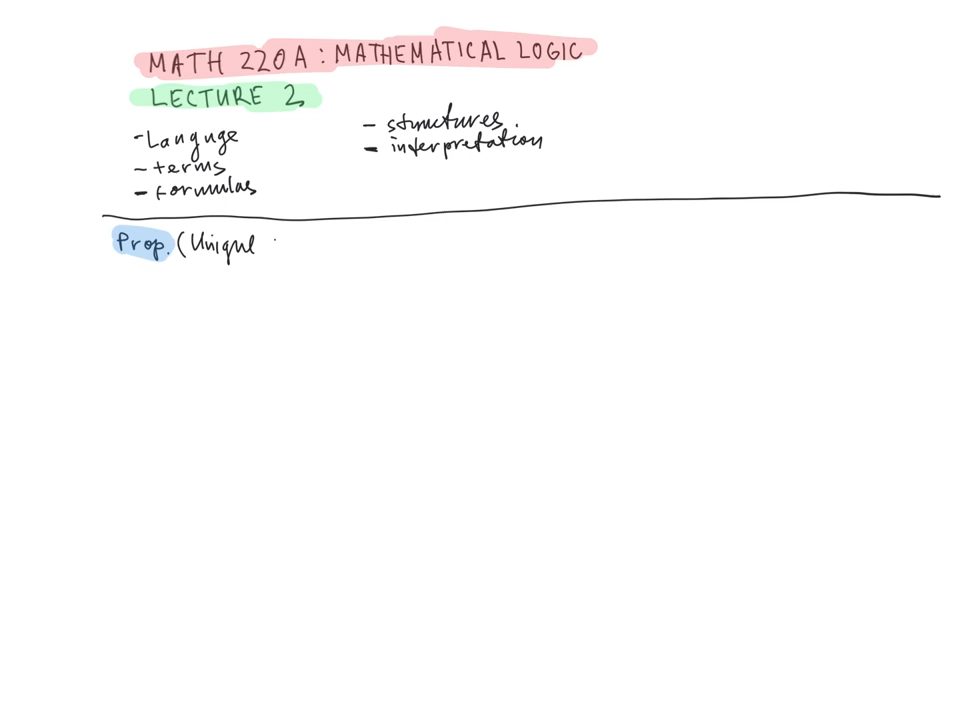 MATH 220A : MATHEMATICAL LOGIC
LECTURE 2
- Languge
- terms
- formulas
- structures
- interpretation
Prop. (Unique